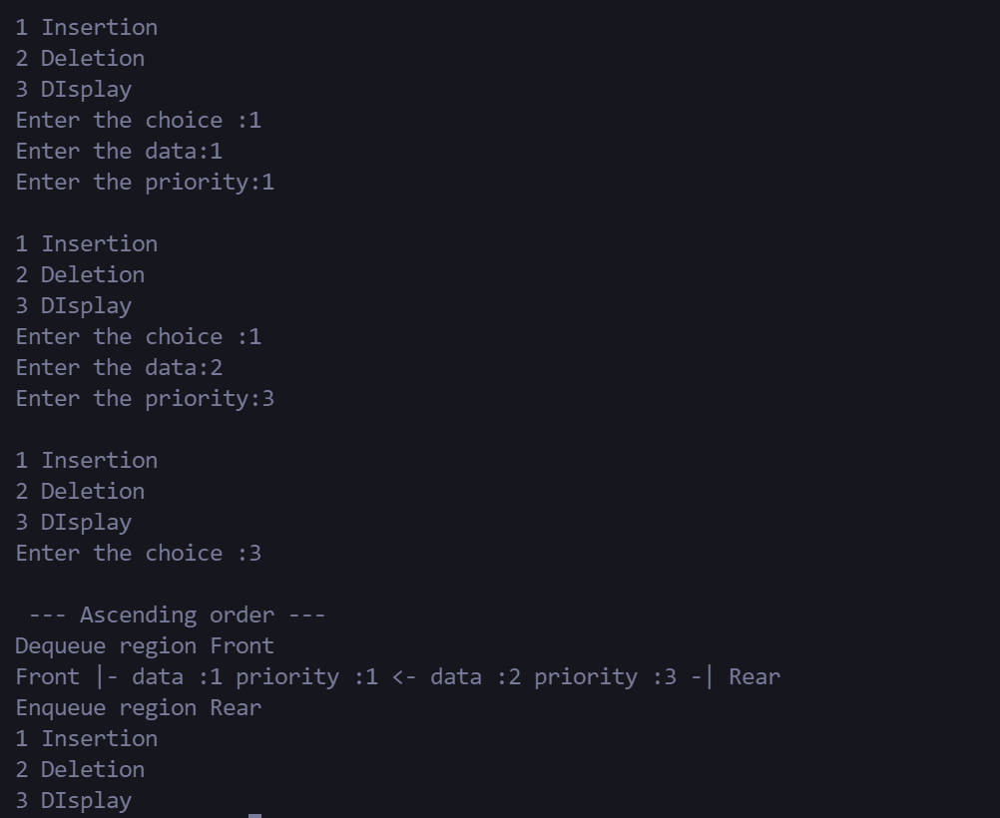 1 Insertion
2 Deletion
3 DIsplay
Enter the choice :1
Enter the data:1
Enter the priority:1
1 Insertion
2 Deletion
3 DIsplay
Enter the choice :1
Enter the data:2
Enter the priority:3
1 Insertion
2 Deletion
3 DIsplay
Enter the choice :3
--- Ascending order ---
Dequeue region Front
Front |- data :1 priority :1 <- data :2 priority :3 -| Rear
Enqueue region Rear
1 Insertion
2 Deletion
3 DIsplay